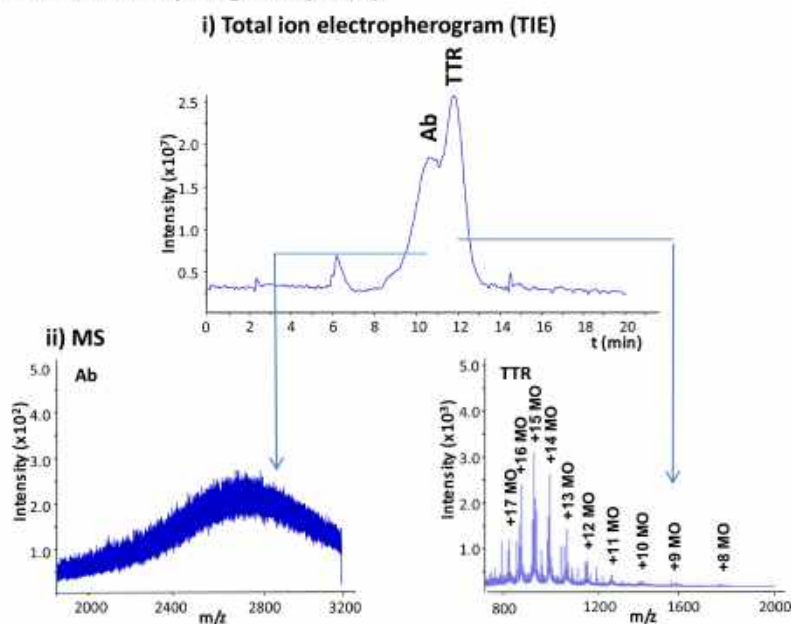 i) Total ion electropherogram (TIE)
TTR
Ab
Intensity (x10⁷)
2.5
2.0
1.5
1.0
0.5
0 2 4 6 8 10 12 14 16 18 20
t (min)
ii) MS
Ab
Intensity (x10²)
5.0
4.0
3.0
2.0
1.0
2000 2400 2800 3200
m/z
TTR
Intensity (x10³)
5.0
4.0
3.0
2.0
1.0
+17 MO
+16 MO
+15 MO
+14 MO
+13 MO
+12 MO
+11 MO
+10 MO
+9 MO
+8 MO
800 1200 1600 2000
m/z